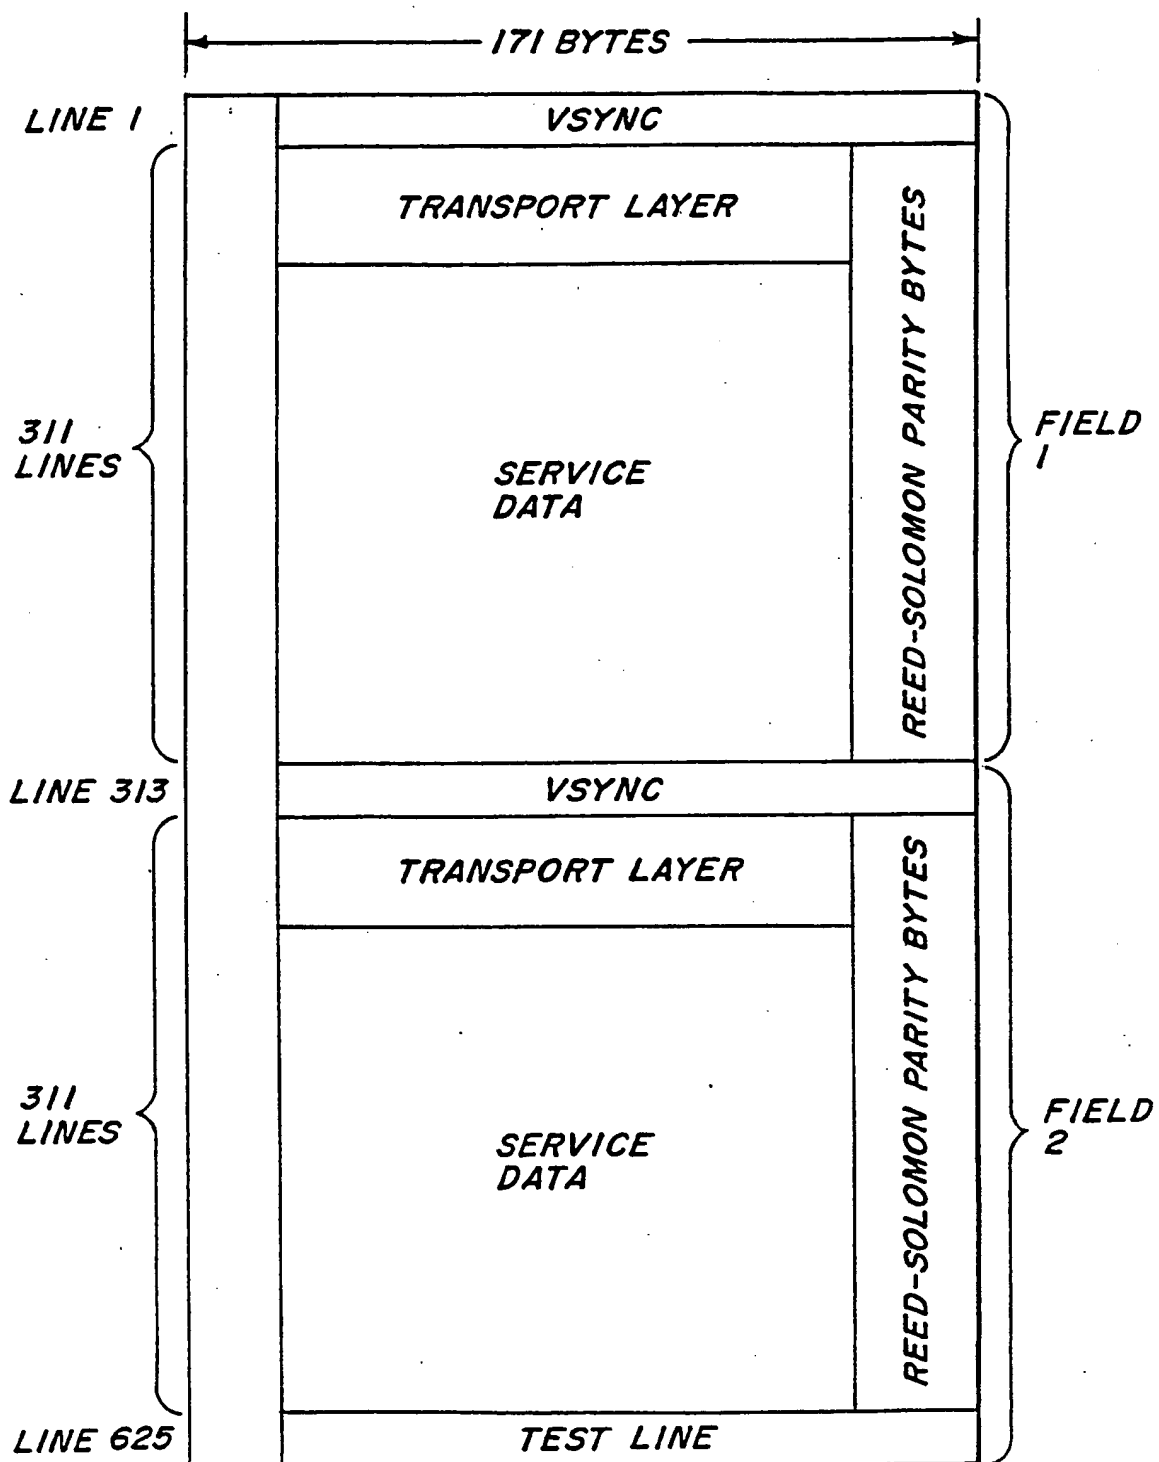 171 BYTES
LINE 1
VSYNC
TRANSPORT LAYER
REED-SOLOMON PARITY BYTES
311
LINES
SERVICE
DATA
FIELD
1
LINE 313
VSYNC
TRANSPORT LAYER
REED-SOLOMON PARITY BYTES
311
LINES
SERVICE
DATA
FIELD
2
LINE 625
TEST LINE